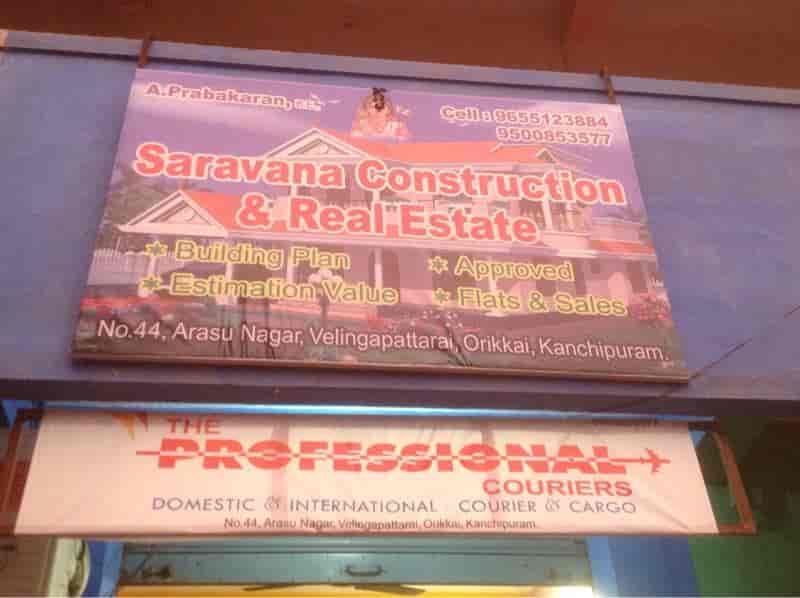 A.Prabakaran,
Cell : 9655123884
9500853577
Saravana Construction
& Real Estate
Building Plan
Approved
Estimation Value
Flats & Sales
No.44, Arasu Nagar, Velingapattarai, Orikkai, Kanchipuram.
THE
PROFESSIONAL
COURIERS
DOMESTIC & INTERNATIONAL COURIER & CARGO
No.44, Arasu Nagar, Velingapattarai, Orikkai, Kanchipuram.